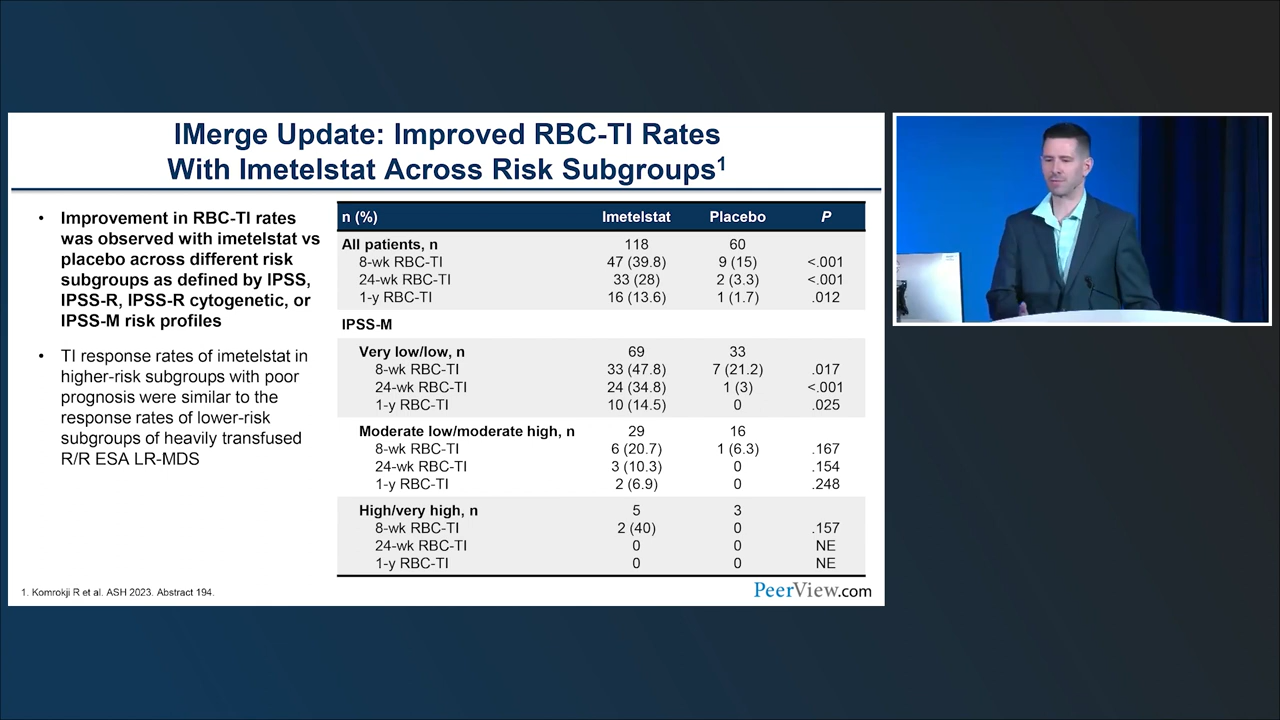 IMerge Update: Improved RBC-TI Rates
With Imetelstat Across Risk Subgroups1
• Improvement in RBC-TI rates
was observed with imetelstat vs
placebo across different risk
subgroups as defined by IPSS,
IPSS-R, IPSS-R cytogenetic, or
IPSS-M risk profiles
• TI response rates of imetelstat in
higher-risk subgroups with poor
prognosis were similar to the
response rates of lower-risk
subgroups of heavily transfused
R/R ESA LR-MDS
n (%) Imetelstat Placebo P
All patients, n 118 60
8-wk RBC-TI 47 (39.8) 9 (15) <.001
24-wk RBC-TI 33 (28) 2 (3.3) <.001
1-y RBC-TI 16 (13.6) 1 (1.7) .012
IPSS-M
Very low/low, n 69 33
8-wk RBC-TI 33 (47.8) 7 (21.2) .017
24-wk RBC-TI 24 (34.8) 1 (3) <.001
1-y RBC-TI 10 (14.5) 0 .025
Moderate low/moderate high, n 29 16
8-wk RBC-TI 6 (20.7) 1 (6.3) .167
24-wk RBC-TI 3 (10.3) 0 .154
1-y RBC-TI 2 (6.9) 0 .248
High/very high, n 5 3
8-wk RBC-TI 2 (40) 0 .157
24-wk RBC-TI 0 0 NE
1-y RBC-TI 0 0 NE
1. Komrokji R et al. ASH 2023. Abstract 194.
PeerView.com